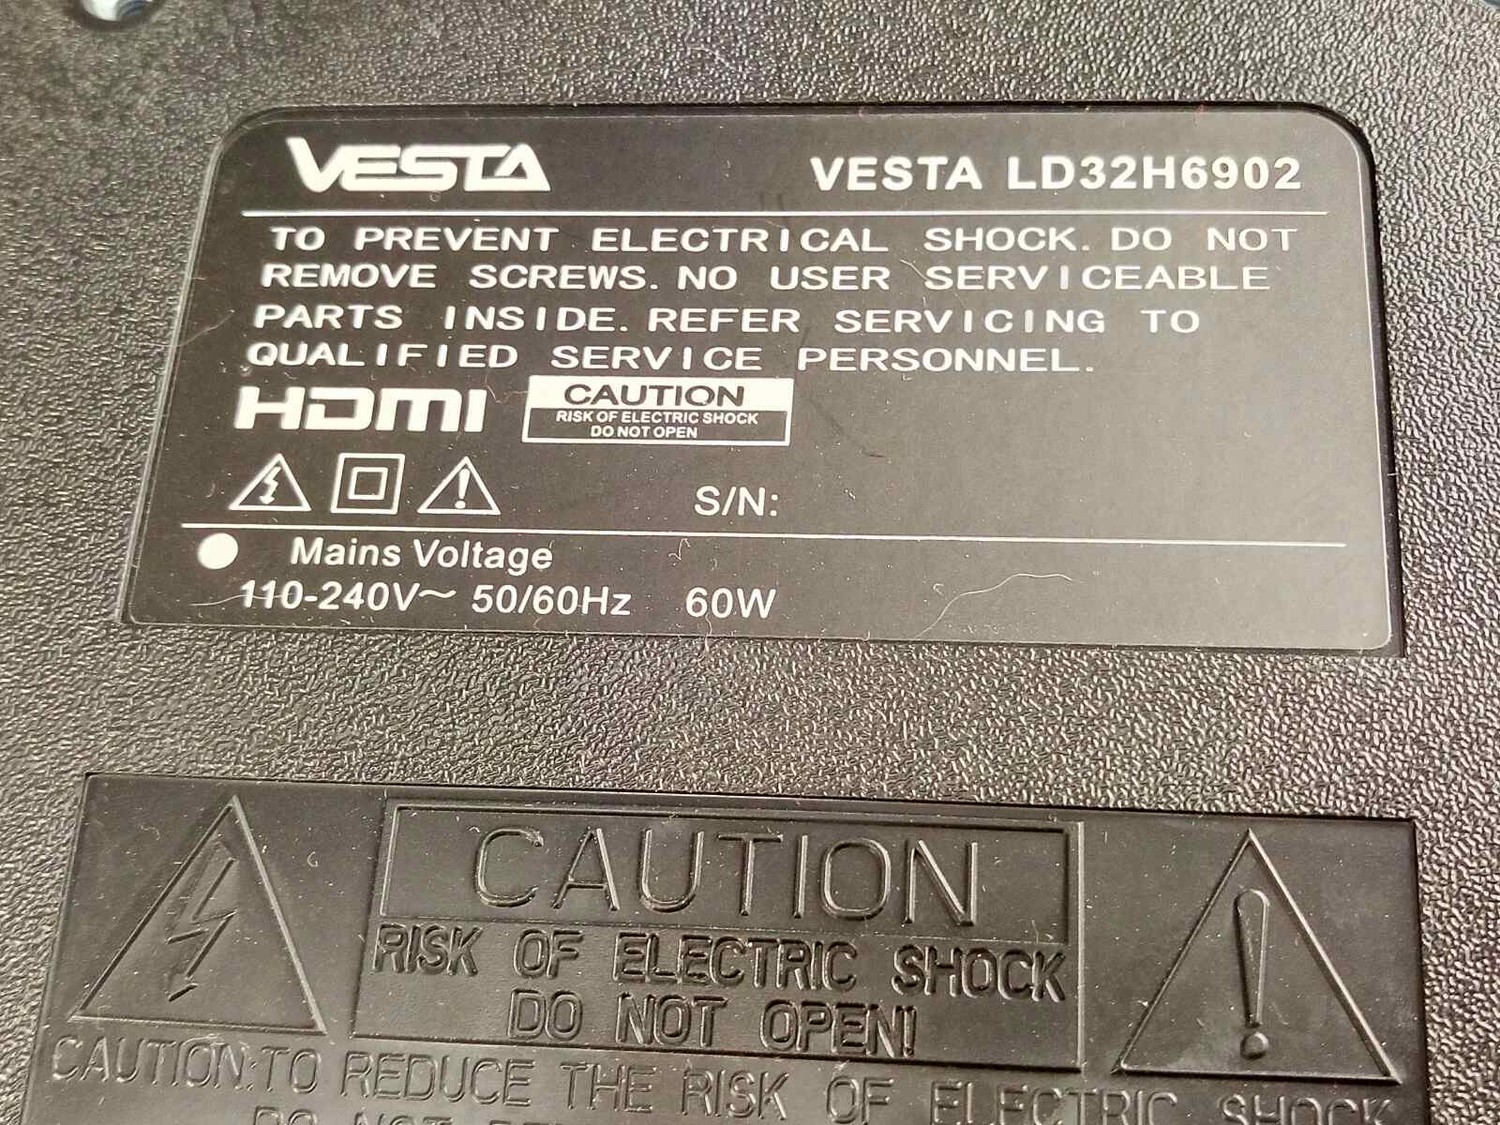 VESTA
VESTA LD32H6902
TO PREVENT ELECTRICAL SHOCK. DO NOT
REMOVE SCREWS. NO USER SERVICEABLE
PARTS INSIDE. REFER SERVICING TO
QUALIFIED SERVICE PERSONNEL.
HDMI
CAUTION
RISK OF ELECTRIC SHOCK
DO NOT OPEN
S/N:
Mains Voltage
110-240V~ 50/60Hz 60W
CAUTION
RISK OF ELECTRIC SHOCK
DO NOT OPEN!
CAUTION:TO REDUCE THE RISK OF ELECTRIC SHOCK
DO NOT